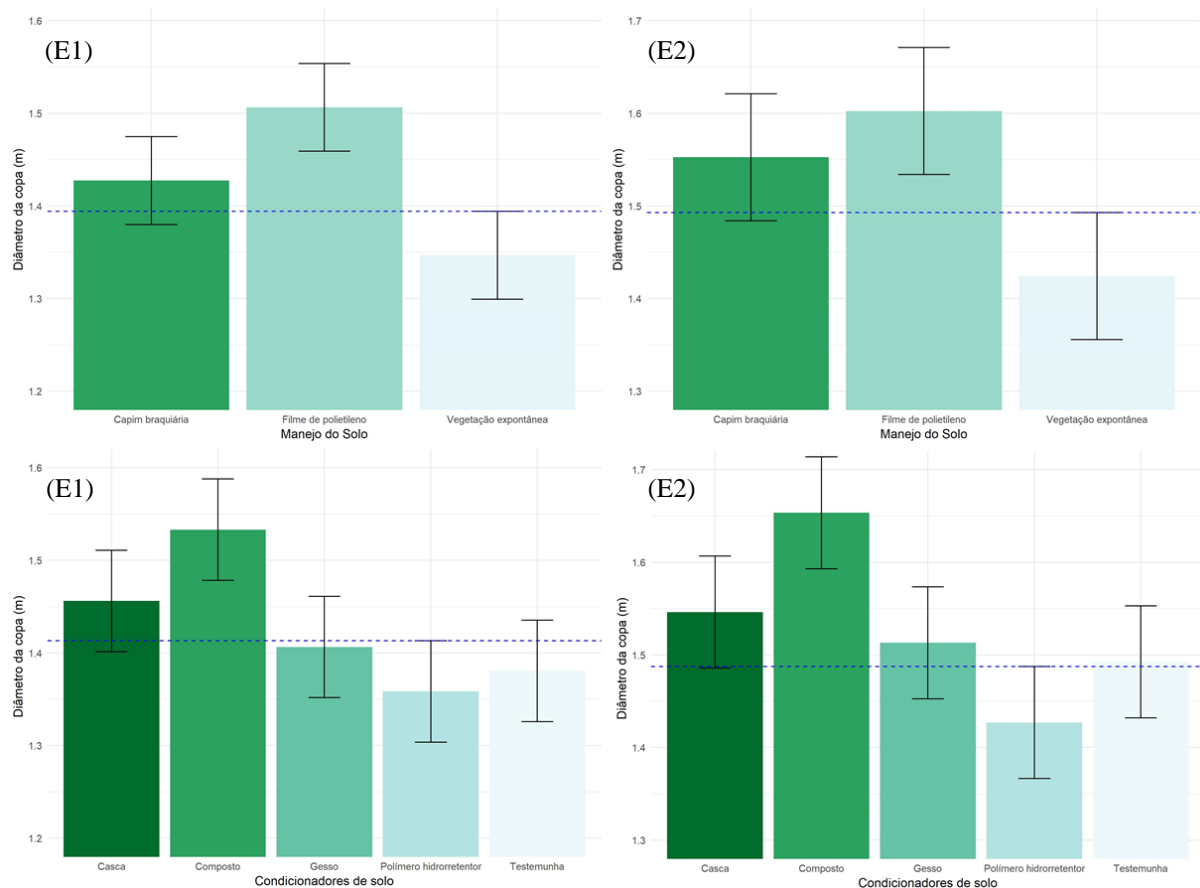 (E1)
Diâmetro da copa (m)
1.6
1.5
1.4
1.3
1.2
Capim braquiária
Filme de polietileno
Vegetação expontânea
Manejo do Solo
(E2)
Diâmetro da copa (m)
1.7
1.6
1.5
1.4
1.3
Capim braquiária
Filme de polietileno
Vegetação expontânea
Manejo do Solo
(E1)
Diâmetro da copa (m)
1.6
1.5
1.4
1.3
1.2
Casca
Composto
Gesso
Polímero hidrorretentor
Testemunha
Condicionadores de solo
(E2)
Diâmetro da copa (m)
1.7
1.6
1.5
1.4
1.3
Casca
Composto
Gesso
Polímero hidrorretentor
Testemunha
Condicionadores de solo